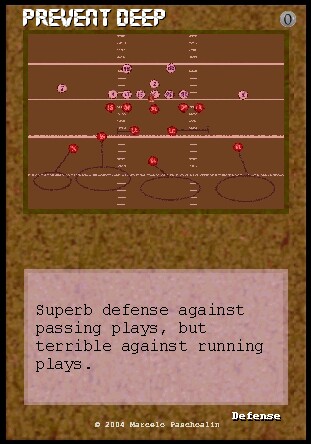 PREVENT DEEP
0
Superb defense against
passing plays, but
terrible against running
plays.
Defense
© 2004 Marcelo Paschoalin